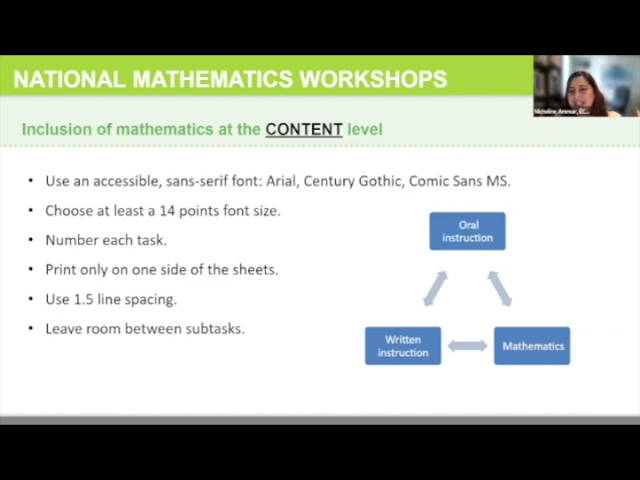 NATIONAL MATHEMATICS WORKSHOPS
Inclusion of mathematics at the CONTENT level
• Use an accessible, sans-serif font: Arial, Century Gothic, Comic Sans MS.
• Choose at least a 14 points font size.
• Number each task.
• Print only on one side of the sheets.
• Use 1.5 line spacing.
• Leave room between subtasks.
Oral
instruction
Written
instruction
Mathematics
Micheline